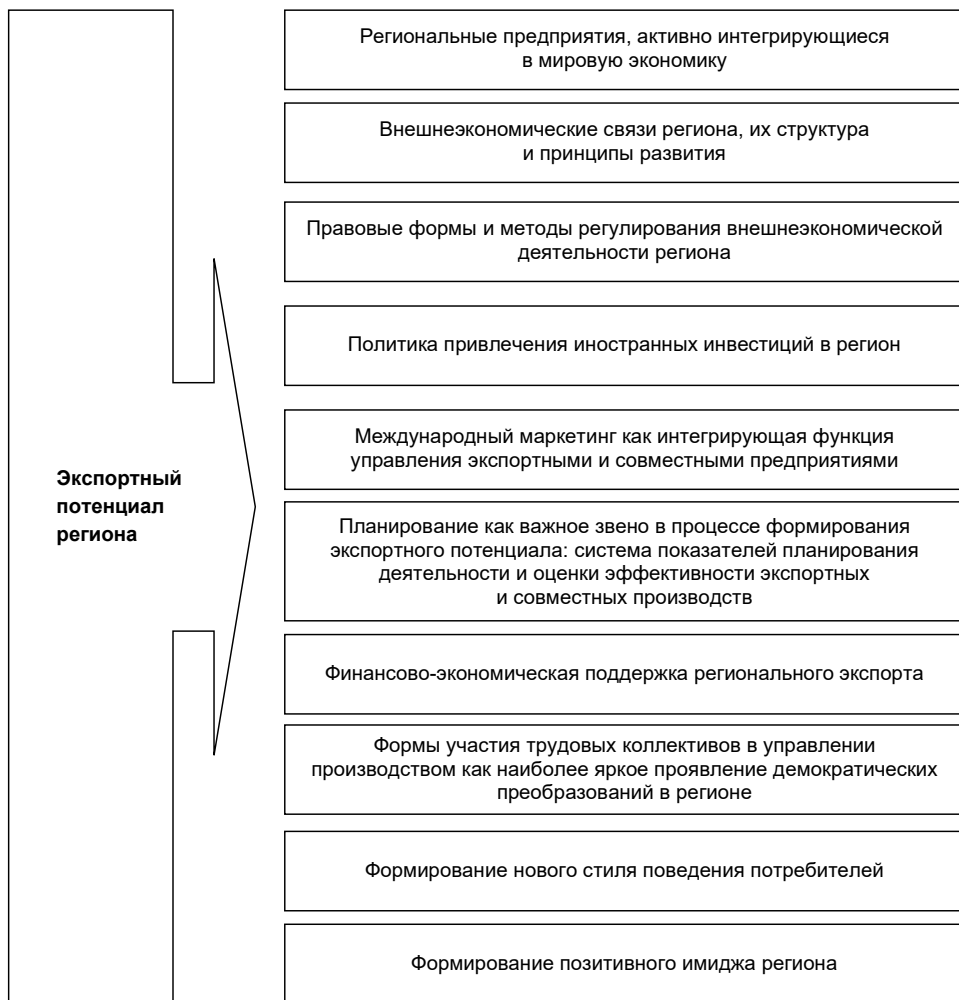 Региональные предприятия, активно интегрирующиеся
в мировую экономику
Внешнеэкономические связи региона, их структура
и принципы развития
Правовые формы и методы регулирования внешнеэкономической
деятельности региона
Политика привлечения иностранных инвестиций в регион
Международный маркетинг как интегрирующая функция
управления экспортными и совместными предприятиями
Экспортный
потенциал
региона
Планирование как важное звено в процессе формирования
экспортного потенциала: система показателей планирования
деятельности и оценки эффективности экспортных
и совместных производств
Финансово-экономическая поддержка регионального экспорта
Формы участия трудовых коллективов в управлении
производством как наиболее яркое проявление демократических
преобразований в регионе
Формирование нового стиля поведения потребителей
Формирование позитивного имиджа региона